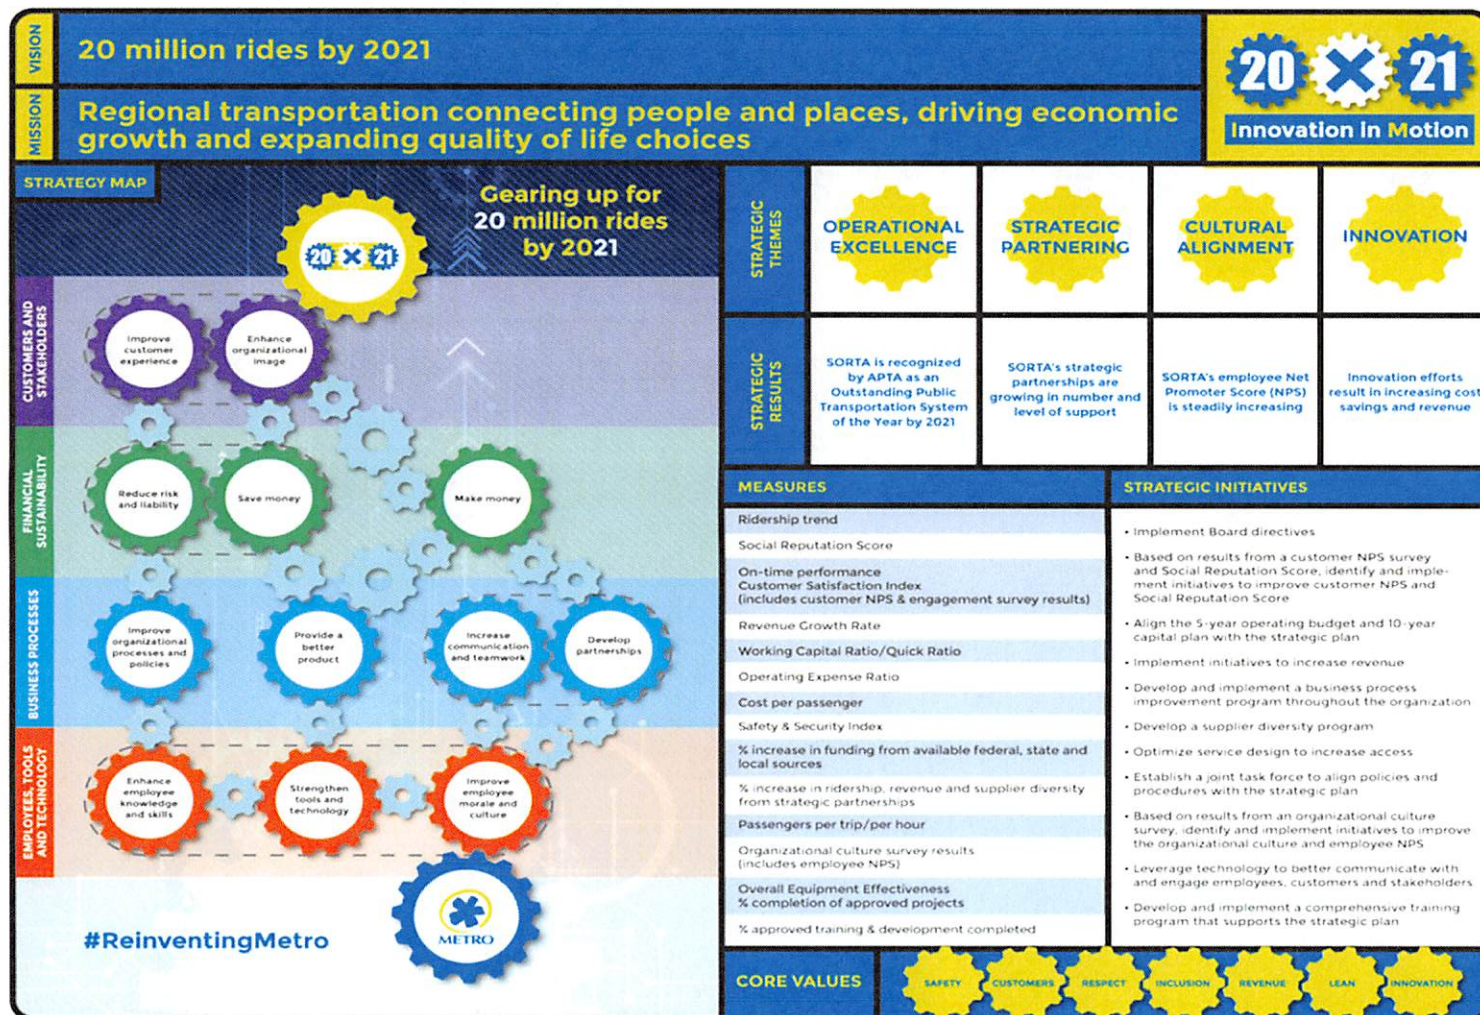 VISION
20 million rides by 2021
20 X 21
Innovation in Motion
MISSION
Regional transportation connecting people and places, driving economic
growth and expanding quality of life choices
STRATEGY MAP
Gearing up for
20 million rides
by 2021
20 X 21
CUSTOMERS AND
STAKEHOLDERS
Improve
customer
experience
Enhance
organizational
image
FINANCIAL
SUSTAINABILITY
Reduce risk
and liability
Save money
Make money
BUSINESS PROCESSES
Improve
organizational
processes and
policies
Provide a
better
product
Increase
communication
and teamwork
Develop
partnerships
EMPLOYEES, TOOLS
AND TECHNOLOGY
Enhance
employee
knowledge
and skills
Strengthen
tools and
technology
Improve
employee
morale and
culture
#ReinventingMetro
METRO
STRATEGIC
THEMES
OPERATIONAL
EXCELLENCE
STRATEGIC
PARTNERING
CULTURAL
ALIGNMENT
INNOVATION
STRATEGIC
RESULTS
SORTA is recognized
by APTA as an
Outstanding Public
Transportation System
of the Year by 2021
SORTA's strategic
partnerships are
growing in number and
level of support
SORTA's employee Net
Promoter Score (NPS)
is steadily increasing
Innovation efforts
result in increasing cost
savings and revenue
MEASURES
Ridership trend
Social Reputation Score
On-time performance
Customer Satisfaction Index
(includes customer NPS & engagement survey results)
Revenue Growth Rate
Working Capital Ratio/Quick Ratio
Operating Expense Ratio
Cost per passenger
Safety & Security Index
% increase in funding from available federal, state and
local sources
% increase in ridership, revenue and supplier diversity
from strategic partnerships
Passengers per trip/per hour
Organizational culture survey results
(includes employee NPS)
Overall Equipment Effectiveness
% completion of approved projects
% approved training & development completed
STRATEGIC INITIATIVES
• Implement Board directives
• Based on results from a customer NPS survey
and Social Reputation Score, identify and imple-
ment initiatives to improve customer NPS and
Social Reputation Score
• Align the 5-year operating budget and 10-year
capital plan with the strategic plan
• Implement initiatives to increase revenue
• Develop and implement a business process
improvement program throughout the organization
• Develop a supplier diversity program
• Optimize service design to increase access
• Establish a joint task force to align policies and
procedures with the strategic plan
• Based on results from an organizational culture
survey, identify and implement initiatives to improve
the organizational culture and employee NPS
• Leverage technology to better communicate with
and engage employees, customers and stakeholders
• Develop and implement a comprehensive training
program that supports the strategic plan
CORE VALUES
SAFETY
CUSTOMERS
RESPECT
INCLUSION
REVENUE
LEAN
INNOVATION